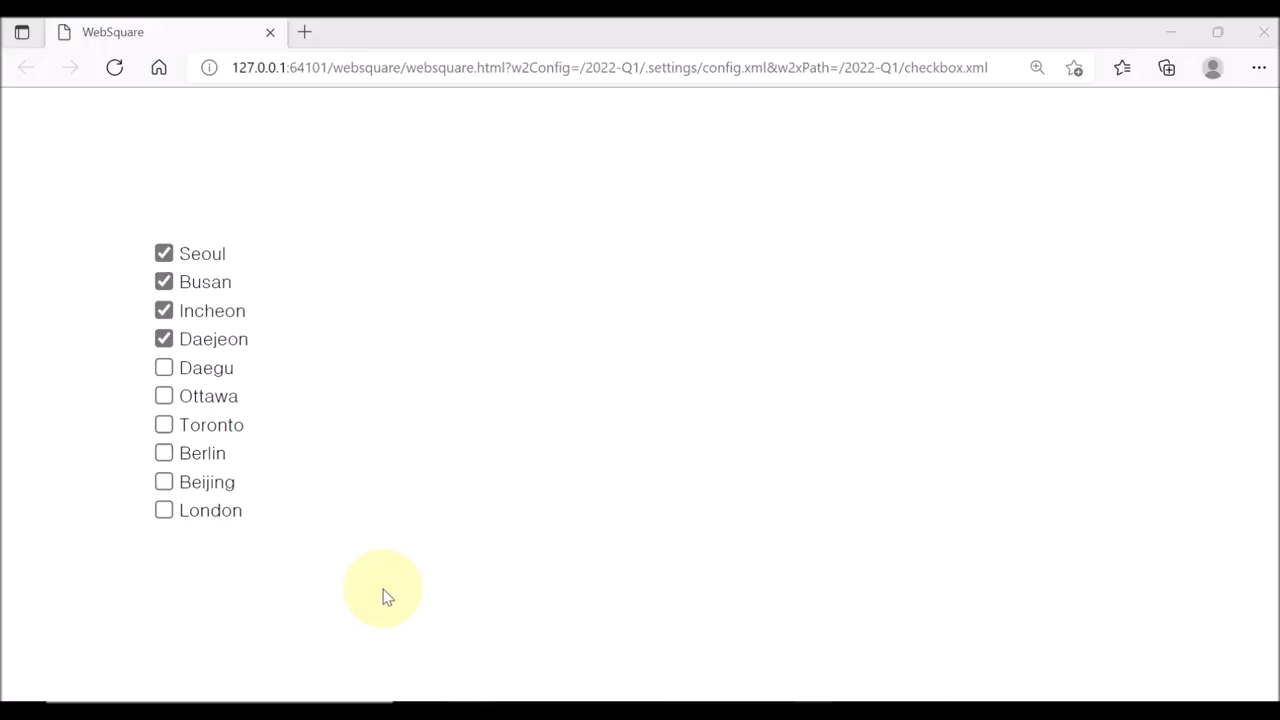 WebSquare
127.0.0.1:64101/websquare/websquare.html?w2Config=/2022-Q1/.settings/config.xml&w2xPath=/2022-Q1/checkbox.xml
Seoul
Busan
Incheon
Daejeon
Daegu
Ottawa
Toronto
Berlin
Beijing
London